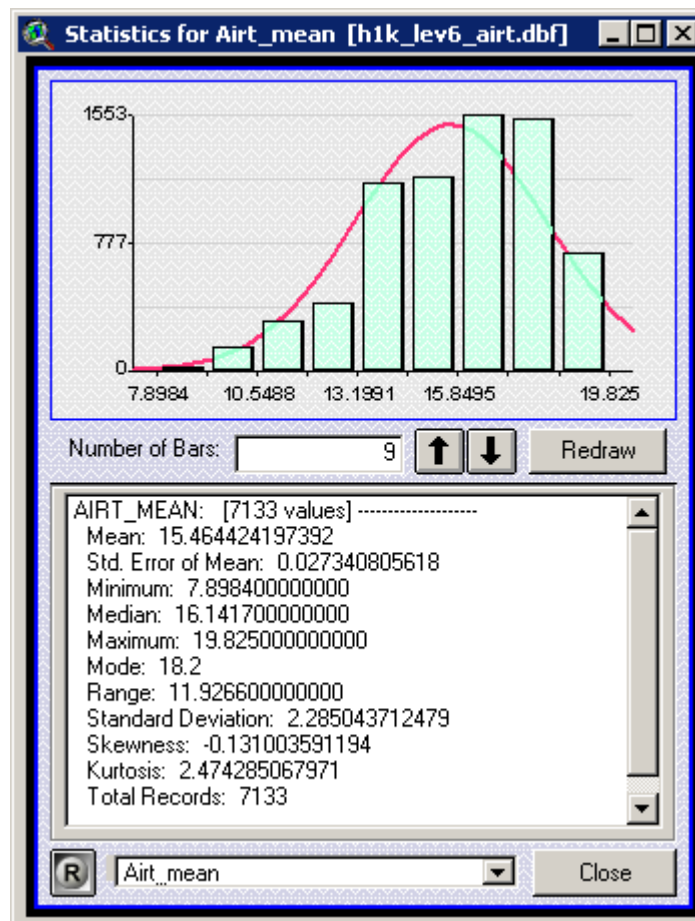 Statistics for Airt_mean [h1k_lev6_airt.dbf]
1553
777
0
7.8984 10.5488 13.1991 15.8495 19.825
Number of Bars: 9 Redraw
AIRT_MEAN: [7133 values] --------------------
Mean: 15.464424197392
Std. Error of Mean: 0.027340805618
Minimum: 7.898400000000
Median: 16.141700000000
Maximum: 19.825000000000
Mode: 18.2
Range: 11.926600000000
Standard Deviation: 2.285043712479
Skewness: -0.131003591194
Kurtosis: 2.474285067971
Total Records: 7133
R Airt_mean Close